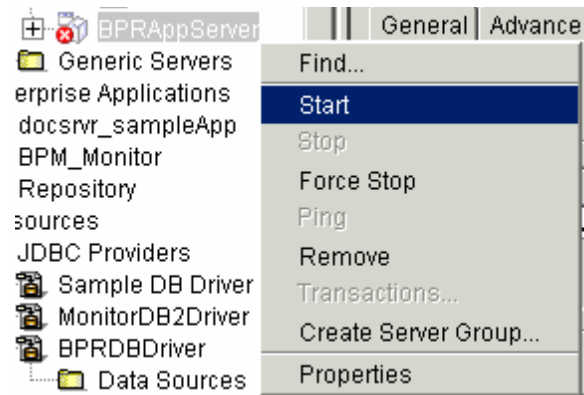 BPRAppServer
General Advance
Generic Servers
erprise Applications
docsrvr_sampleApp
BPM_Monitor
Repository
sources
JDBC Providers
Sample DB Driver
MonitorDB2Driver
BPRDBDriver
Data Sources
Find...
Start
Stop
Force Stop
Ping
Remove
Transactions...
Create Server Group...
Properties